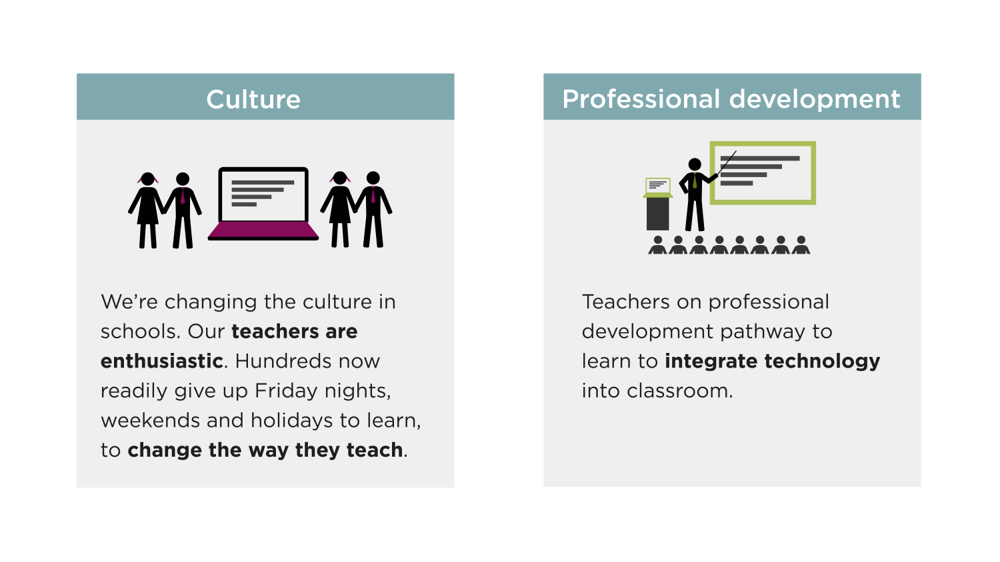 Culture
We’re changing the culture in
schools. Our teachers are
enthusiastic. Hundreds now
readily give up Friday nights,
weekends and holidays to learn,
to change the way they teach.
Professional development
Teachers on professional
development pathway to
learn to integrate technology
into classroom.